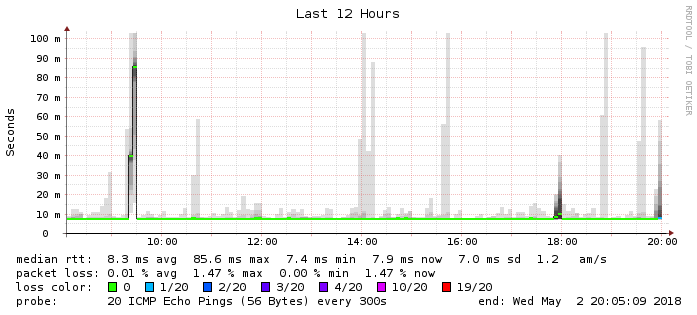 Last 12 Hours
RRDTOOL / TOBI OETIKER
Seconds
100 m
90 m
80 m
70 m
60 m
50 m
40 m
30 m
20 m
10 m
0
10:00 12:00 14:00 16:00 18:00 20:00
median rtt: 8.3 ms avg 85.6 ms max 7.4 ms min 7.9 ms now 7.0 ms sd 1.2 am/s
packet loss: 0.01 % avg 1.47 % max 0.00 % min 1.47 % now
loss color: 0 1/20 2/20 3/20 4/20 10/20 19/20
probe: 20 ICMP Echo Pings (56 Bytes) every 300s end: Wed May 2 20:05:09 2018